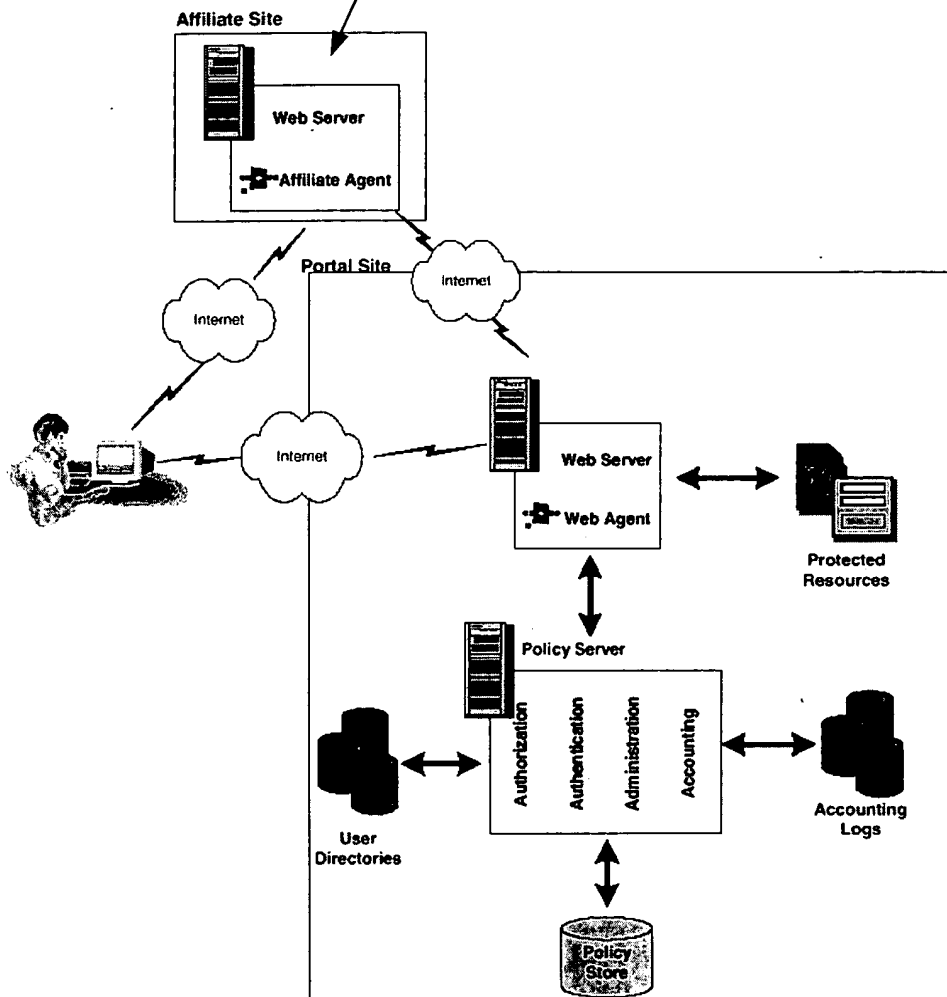 Affiliate Site
Web Server
Affiliate Agent
Portal Site
Internet
Internet
Internet
Web Server
Web Agent
Protected
Resources
Policy Server
Authorization
Authentication
Administration
Accounting
User
Directories
Accounting
Logs
Policy
Store